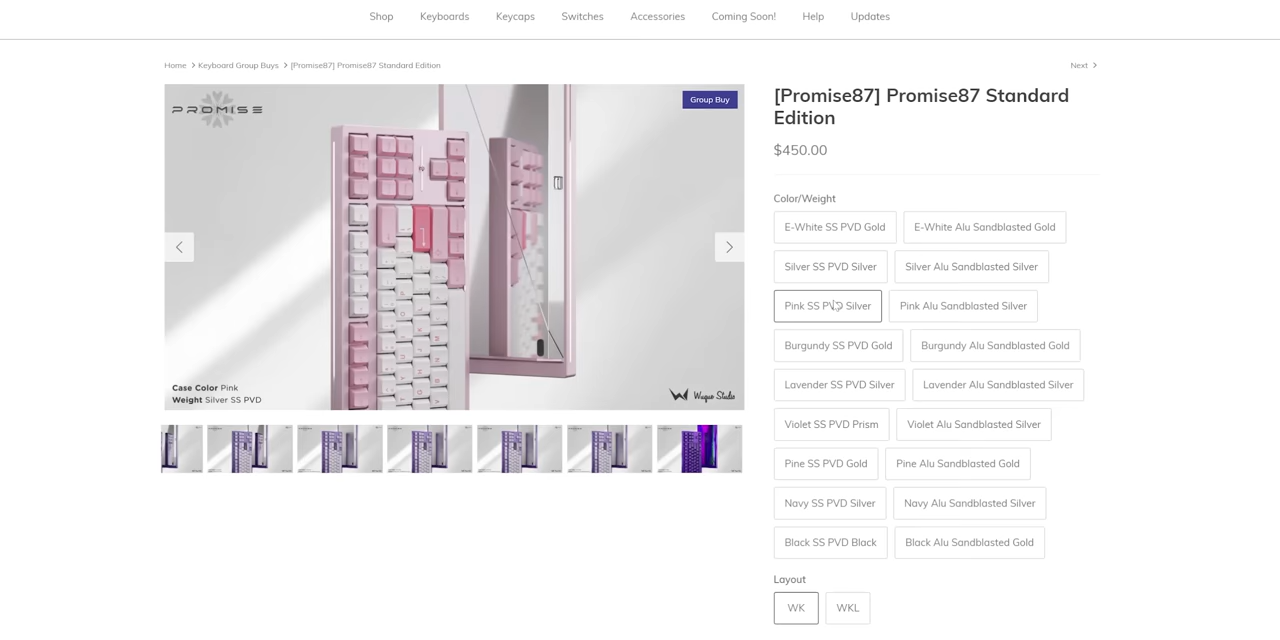 Shop Keyboards Keycaps Switches Accessories Coming Soon! Help Updates
Home > Keyboard Group Buys > [Promise87] Promise87 Standard Edition
Next >
PROMISE
Group Buy
Case Color Pink
Weight Silver SS PVD
Wuque Studio
[Promise87] Promise87 Standard
Edition
$450.00
Color/Weight
E-White SS PVD Gold
E-White Alu Sandblasted Gold
Silver SS PVD Silver
Silver Alu Sandblasted Silver
Pink SS PVD Silver
Pink Alu Sandblasted Silver
Burgundy SS PVD Gold
Burgundy Alu Sandblasted Gold
Lavender SS PVD Silver
Lavender Alu Sandblasted Silver
Violet SS PVD Prism
Violet Alu Sandblasted Silver
Pine SS PVD Gold
Pine Alu Sandblasted Gold
Navy SS PVD Silver
Navy Alu Sandblasted Silver
Black SS PVD Black
Black Alu Sandblasted Gold
Layout
WK
WKL